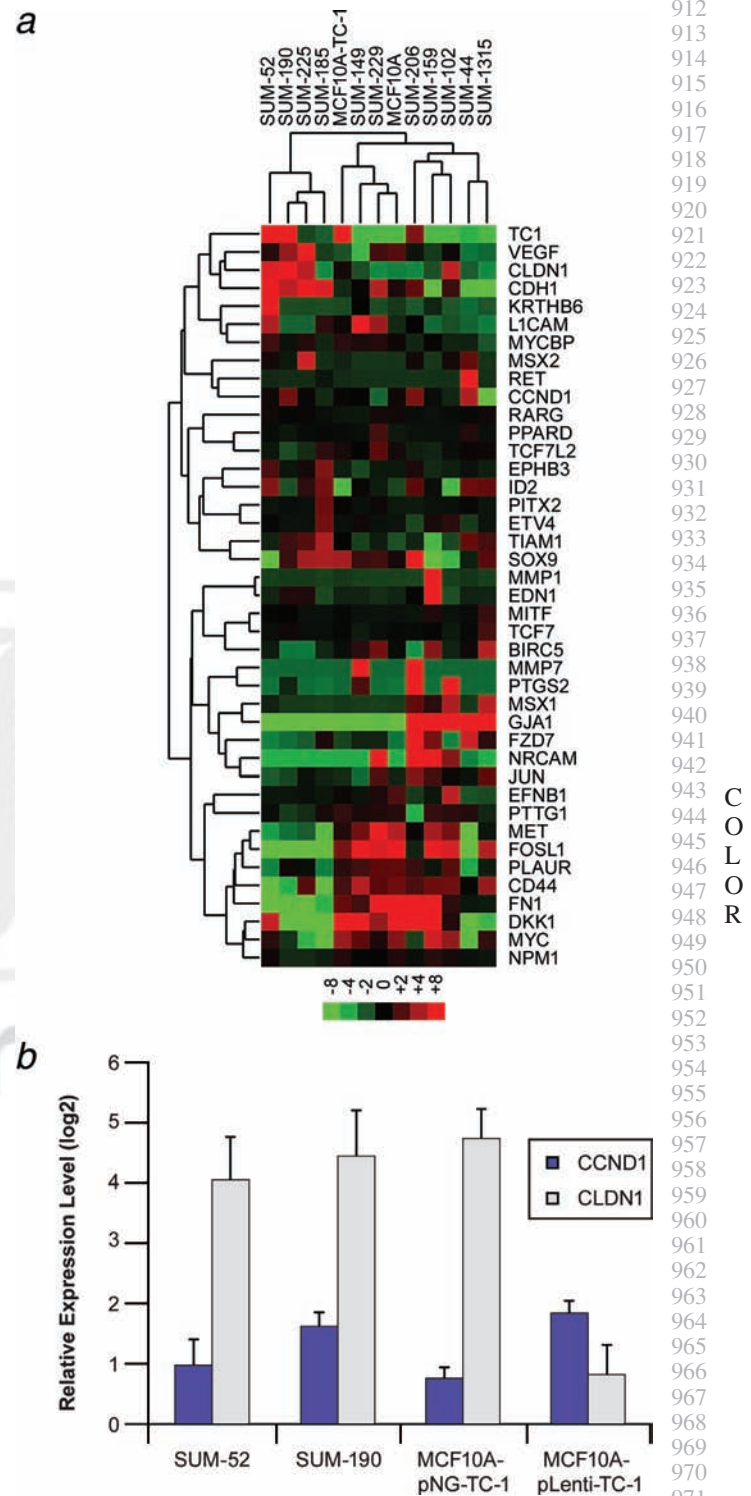 a
SUM-52
SUM-190
SUM-225
SUM-185
MCF10A-TC-1
SUM-149
SUM-229
MCF10A
SUM-206
SUM-159
SUM-102
SUM-44
SUM-1315
TC1
VEGF
CLDN1
CDH1
KRTHB6
L1CAM
MYCBP
MSX2
RET
CCND1
RARG
PPARD
TCF7L2
EPHB3
ID2
PITX2
ETV4
TIAM1
SOX9
MMP1
EDN1
MITF
TCF7
BIRC5
MMP7
PTGS2
MSX1
GJA1
FZD7
NRCAM
JUN
EFNB1
PTTG1
MET
FOSL1
PLAUR
CD44
FN1
DKK1
MYC
NPM1
-8
-4
-2
0
+2
+4
+8
b
Relative Expression Level (log2)
6
5
4
3
2
1
0
CCND1
CLDN1
SUM-52
SUM-190
MCF10A-
pNG-TC-1
MCF10A-
pLenti-TC-1
912
913
914
915
916
917
918
919
920
921
922
923
924
925
926
927
928
929
930
931
932
933
934
935
936
937
938
939
940
941
942
943
944
945
946
947
948
949
950
951
952
953
954
955
956
957
958
959
960
961
962
963
964
965
966
967
968
969
970
C
O
L
O
R